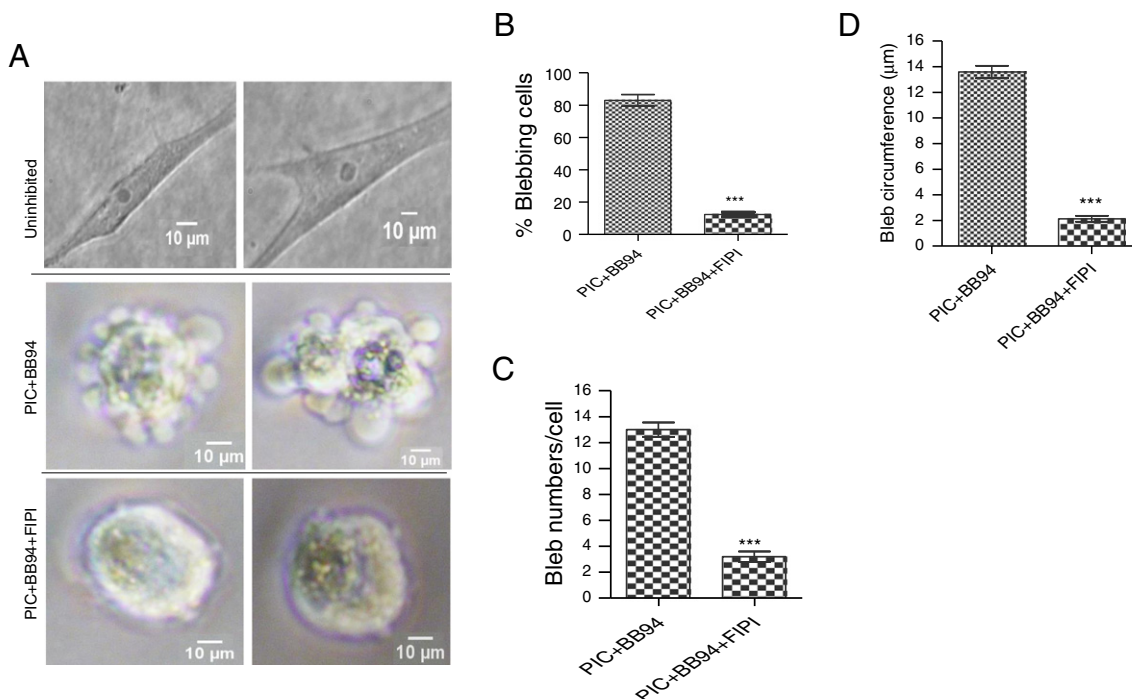 A
Uninhibited
10 µm
10 µm
PIC+BB94
10 µm
10 µm
PIC+BB94+FIPI
10 µm
10 µm
B
% Blebbing cells
100
80
60
40
20
0
***
PIC+BB94
PIC+BB94+FIPI
C
Bleb numbers/cell
16
14
12
10
8
6
4
2
0
***
PIC+BB94
PIC+BB94+FIPI
D
Bleb circumference (µm)
16
14
12
10
8
6
4
2
0
***
PIC+BB94
PIC+BB94+FIPI